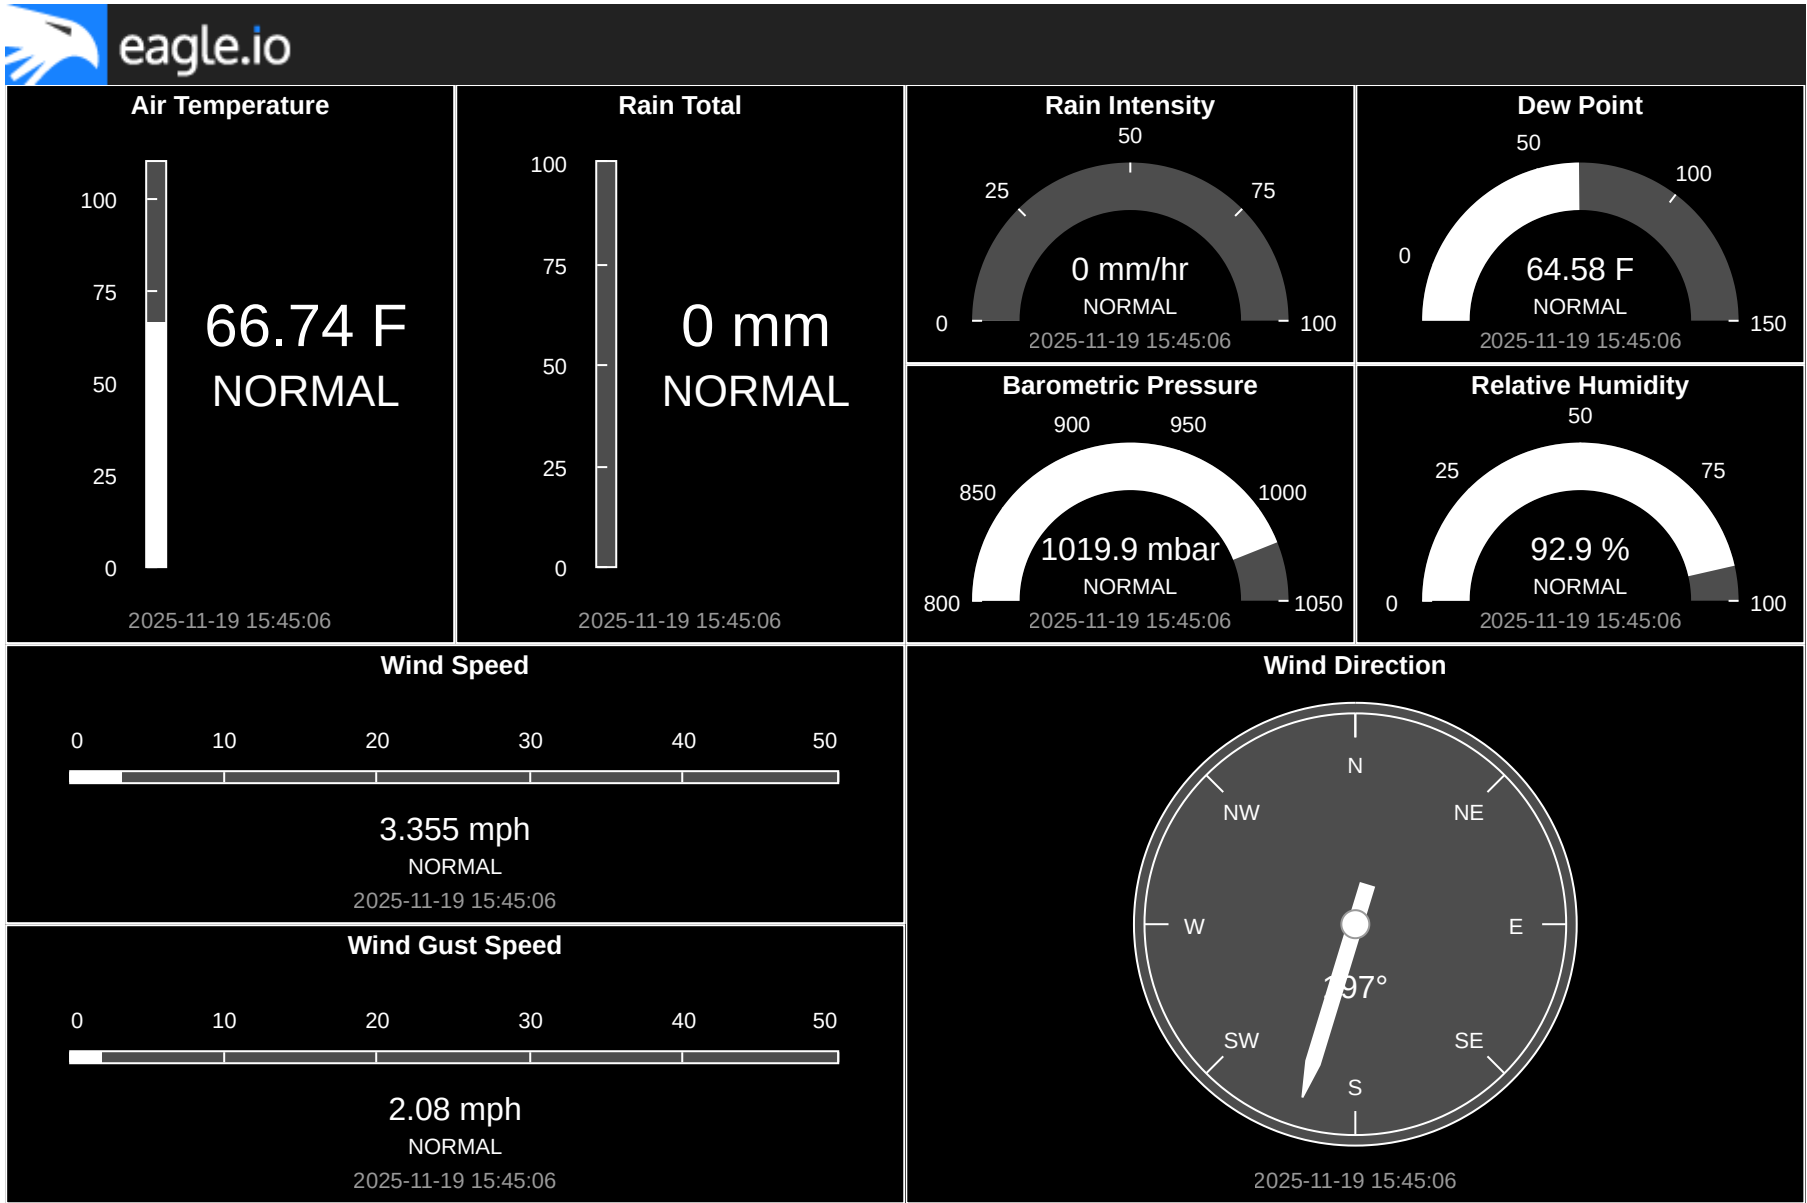 eagle.io
Air Temperature
100
75
50
25
0
66.74 F
NORMAL
2025-11-19 15:45:06
Rain Total
100
75
50
25
0
0 mm
NORMAL
2025-11-19 15:45:06
Rain Intensity
50
25
75
0
100
0 mm/hr
NORMAL
2025-11-19 15:45:06
Dew Point
50
100
0
150
64.58 F
NORMAL
2025-11-19 15:45:06
Barometric Pressure
900
950
850
1000
800
1050
1019.9 mbar
NORMAL
2025-11-19 15:45:06
Relative Humidity
50
25
75
0
100
92.9 %
NORMAL
2025-11-19 15:45:06
Wind Speed
0 10 20 30 40 50
3.355 mph
NORMAL
2025-11-19 15:45:06
Wind Gust Speed
0 10 20 30 40 50
2.08 mph
NORMAL
2025-11-19 15:45:06
Wind Direction
N
NW
NE
W
E
197°
SW
SE
S
2025-11-19 15:45:06